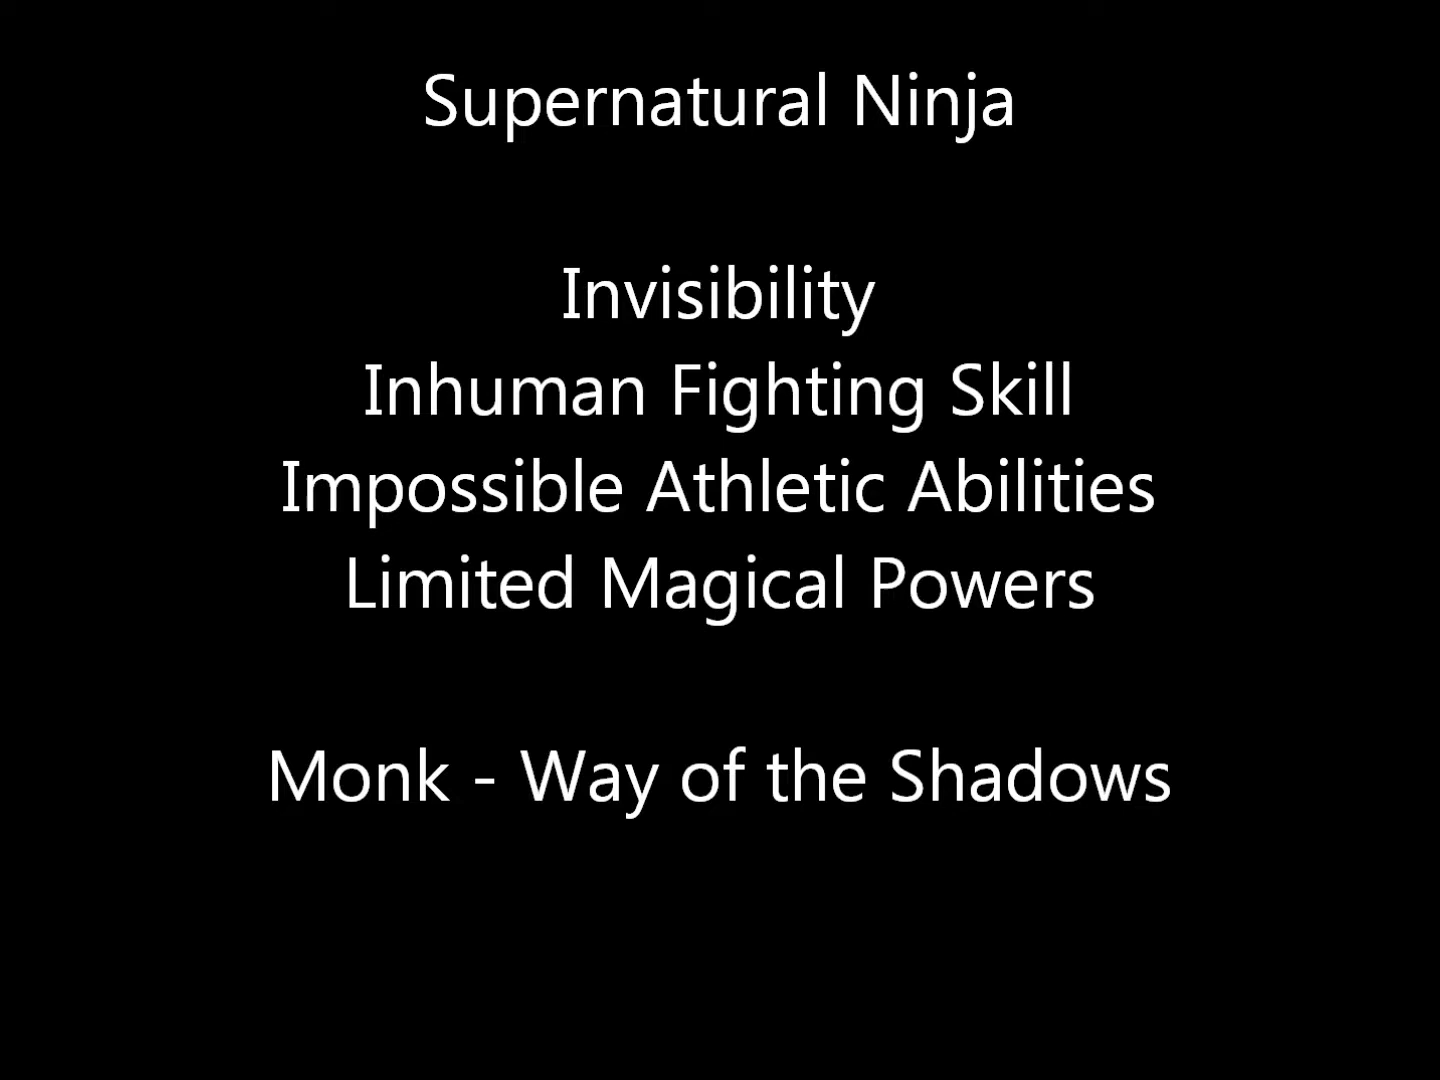 Supernatural Ninja
Invisibility
Inhuman Fighting Skill
Impossible Athletic Abilities
Limited Magical Powers
Monk - Way of the Shadows